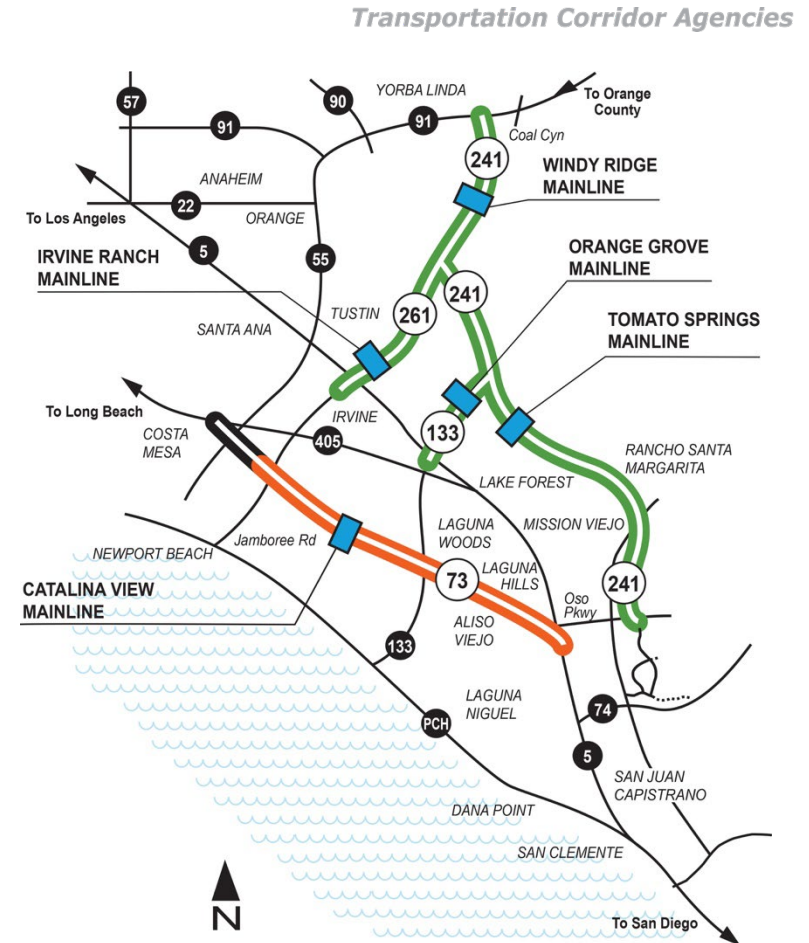 Transportation Corridor Agencies
57
90
YORBA LINDA
To Orange
County
91
91
Coal Cyn
241
WINDY RIDGE
MAINLINE
ANAHEIM
22
To Los Angeles
ORANGE
5
55
ORANGE GROVE
MAINLINE
IRVINE RANCH
MAINLINE
241
261
TUSTIN
TOMATO SPRINGS
MAINLINE
SANTA ANA
To Long Beach
IRVINE
COSTA
MESA
405
133
RANCHO SANTA
MARGARITA
LAKE FOREST
LAGUNA
WOODS
MISSION VIEJO
Jamboree Rd
NEWPORT BEACH
LAGUNA
HILLS
73
241
CATALINA VIEW
MAINLINE
Oso
Pkwy
ALISO
VIEJO
133
LAGUNA
NIGUEL
74
PCH
5
SAN JUAN
CAPISTRANO
DANA POINT
SAN CLEMENTE
N
To San Diego